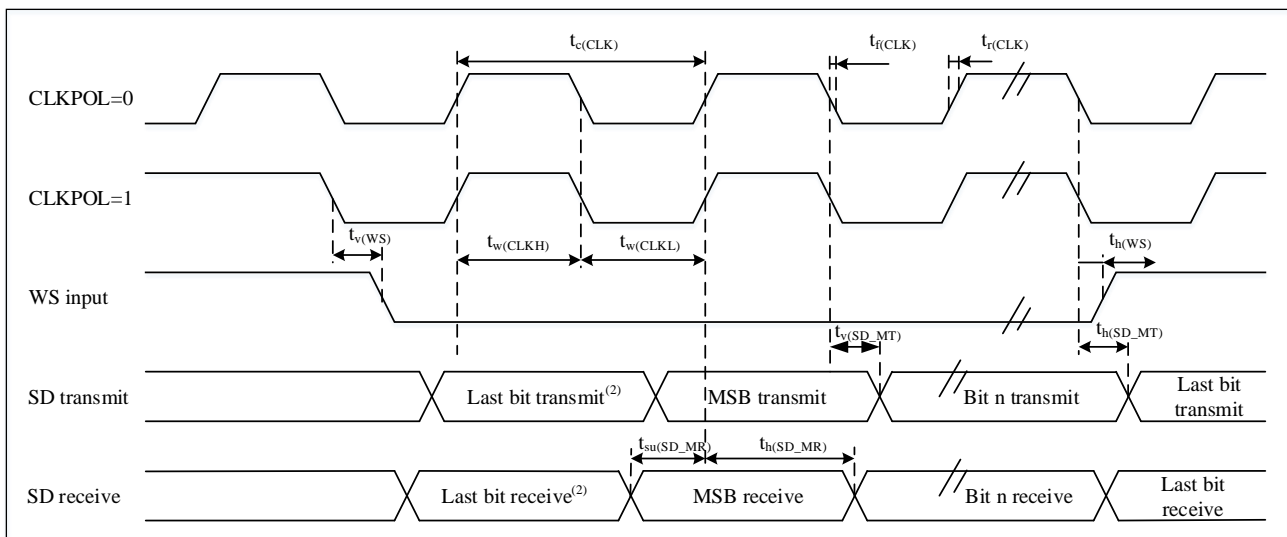 tc(CLK)
tf(CLK)
tr(CLK)
CLKPOL=0
CLKPOL=1
tv(WS)
tw(CLKH)
tw(CLKL)
th(WS)
WS input
tv(SD_MT)
th(SD_MT)
SD transmit
Last bit transmit(2)
MSB transmit
Bit n transmit
Last bit
transmit
tsu(SD_MR)
th(SD_MR)
SD receive
Last bit receive(2)
MSB receive
Bit n receive
Last bit
receive